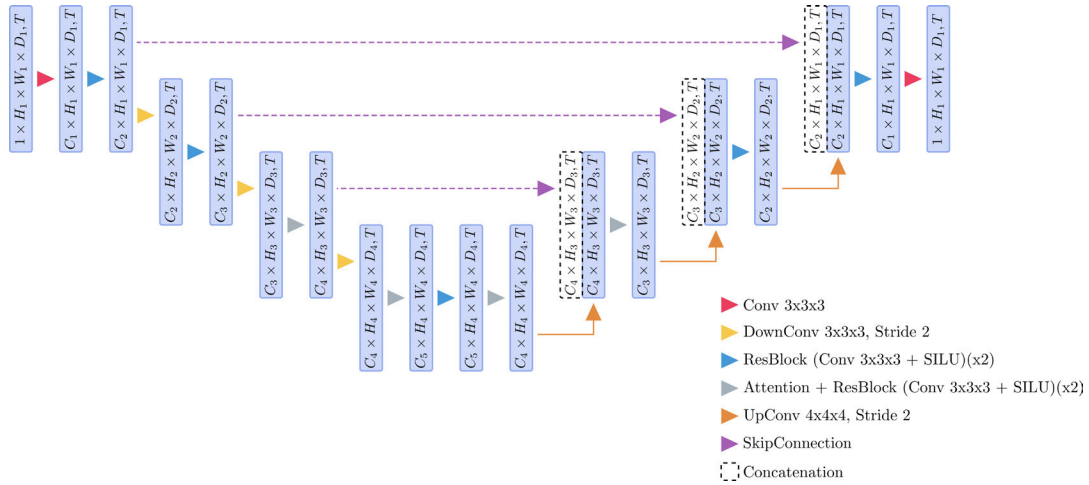 1 × H₁ × W₁ × D₁, T
C₁ × H₁ × W₁ × D₁, T
C₂ × H₁ × W₁ × D₁, T
C₂ × H₂ × W₂ × D₂, T
C₃ × H₂ × W₂ × D₂, T
C₃ × H₃ × W₃ × D₃, T
C₄ × H₃ × W₃ × D₃, T
C₄ × H₄ × W₄ × D₄, T
C₅ × H₄ × W₄ × D₄, T
C₅ × H₄ × W₄ × D₄, T
C₄ × H₄ × W₄ × D₄, T
C₄ × H₃ × W₃ × D₃, T
C₄ × H₃ × W₃ × D₃, T
C₃ × H₃ × W₃ × D₃, T
C₃ × H₂ × W₂ × D₂, T
C₃ × H₂ × W₂ × D₂, T
C₂ × H₂ × W₂ × D₂, T
C₂ × H₁ × W₁ × D₁, T
C₂ × H₁ × W₁ × D₁, T
C₁ × H₁ × W₁ × D₁, T
1 × H₁ × W₁ × D₁, T
Conv 3x3x3
DownConv 3x3x3, Stride 2
ResBlock (Conv 3x3x3 + SILU)(x2)
Attention + ResBlock (Conv 3x3x3 + SILU)(x2)
UpConv 4x4x4, Stride 2
SkipConnection
Concatenation